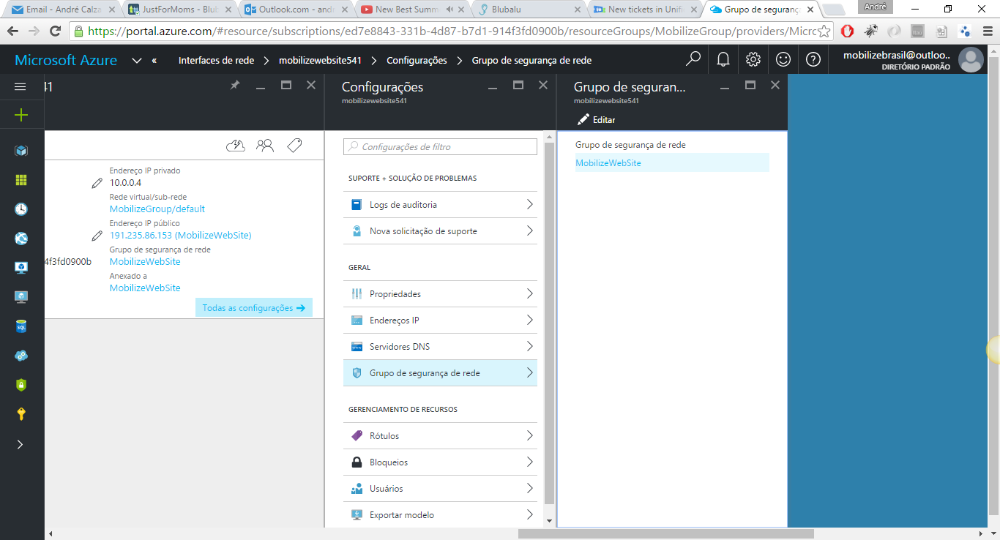 Email - André Calza
JustForMoms - Blub
Outlook.com - andr
New Best Summ
Blubalu
New tickets in Unifi
Grupo de seguranç
André
https://portal.azure.com/#resource/subscriptions/ed7e8843-331b-4d87-b7d1-914f3fd0900b/resourceGroups/MobilizeGroup/providers/Micro
Microsoft Azure
Interfaces de rede
mobilizewebsite541
Configurações
Grupo de segurança de rede
mobilizebrasil@outloo..
DIRETÓRIO PADRÃO
41
Endereço IP privado
10.0.0.4
Rede virtual/sub-rede
MobilizeGroup/default
Endereço IP público
191.235.86.153 (MobilizeWebSite)
Grupo de segurança de rede
4f3fd0900b
MobilizeWebSite
Anexado a
MobilizeWebSite
Todas as configurações
Configurações
mobilizewebsite541
Configurações de filtro
SUPORTE + SOLUÇÃO DE PROBLEMAS
Logs de auditoria
Nova solicitação de suporte
GERAL
Propriedades
Endereços IP
Servidores DNS
Grupo de segurança de rede
GERENCIAMENTO DE RECURSOS
Rótulos
Bloqueios
Usuários
Exportar modelo
Grupo de seguran...
mobilizewebsite541
Editar
Grupo de segurança de rede
MobilizeWebSite
SQL